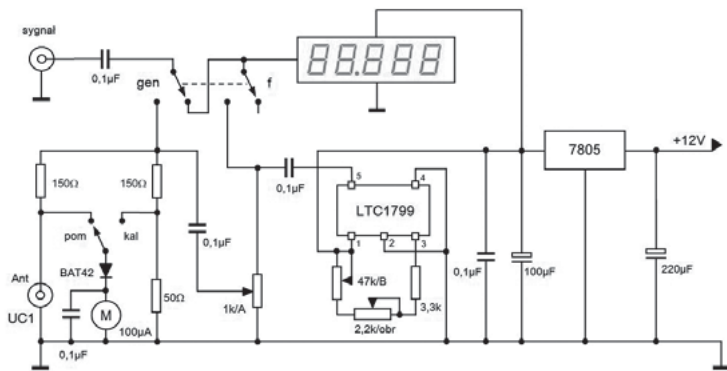 sygnal
0,1µF
gen
f
88.888
7805
+12V
150Ω
150Ω
0,1µF
5
4
LTC1799
1
2
3
pom
kal
0,1µF
BAT42
Ant
UC1
M
100µA
0,1µF
50Ω
1k/A
47k/B
2,2k/obr
3,3k
0,1µF
100µF
220µF